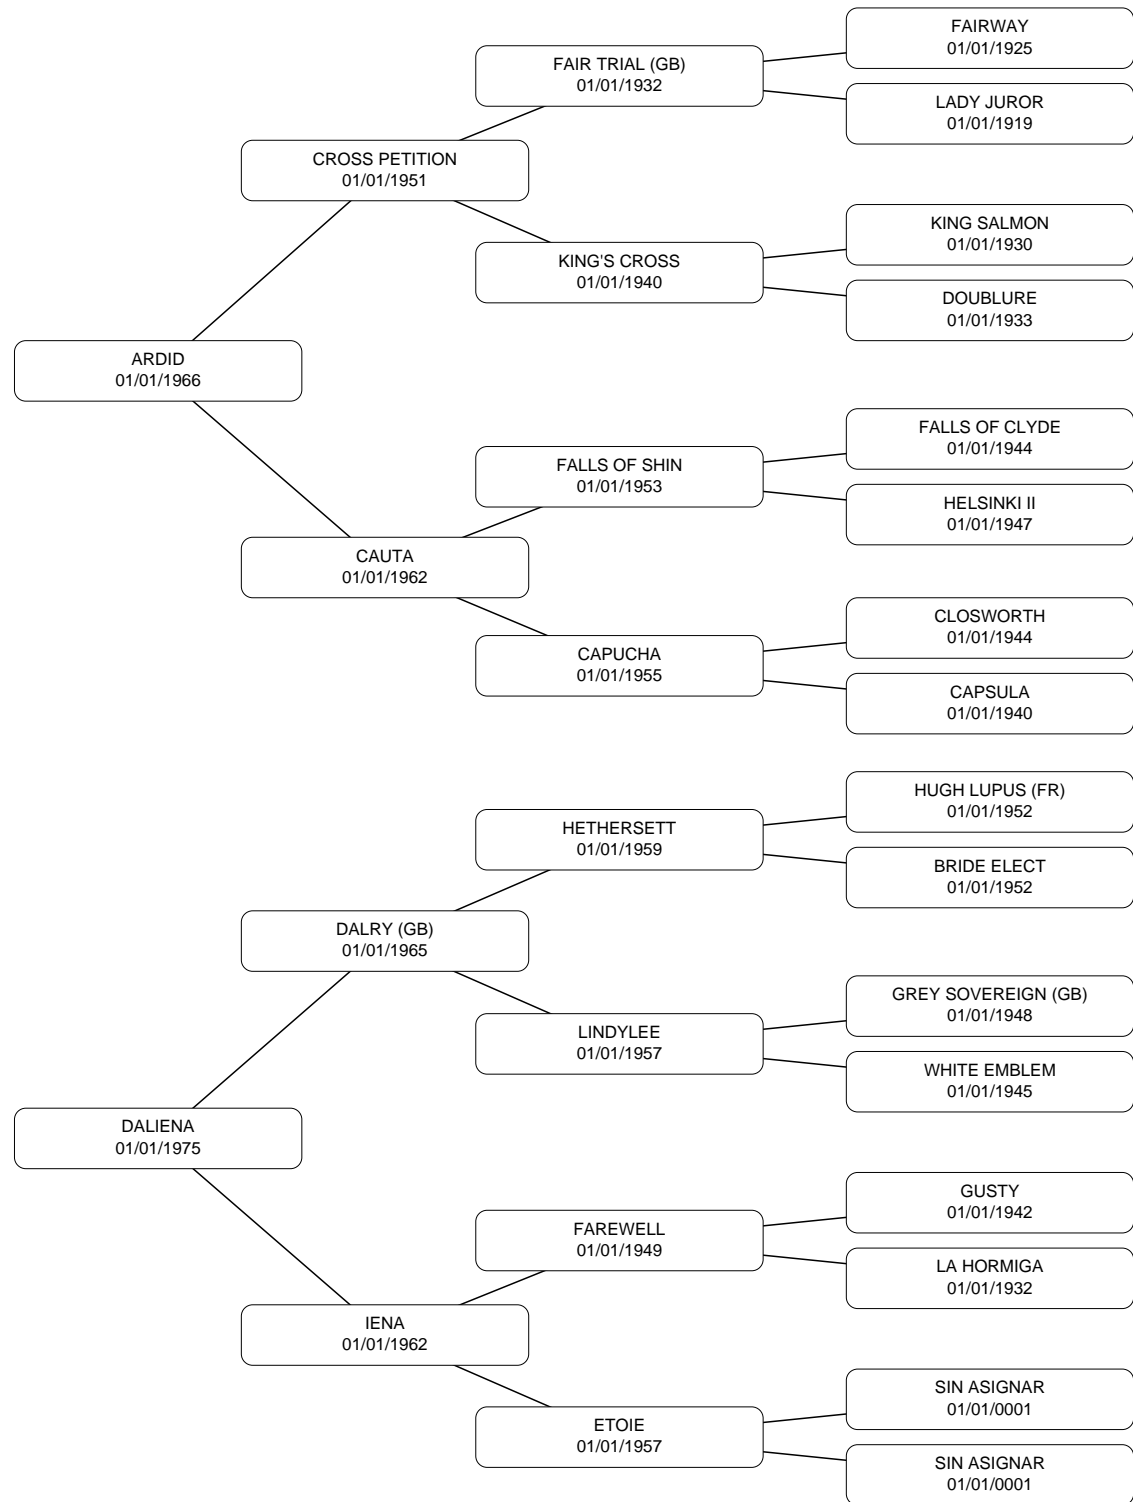 FAIRWAY
01/01/1925
FAIR TRIAL (GB)
01/01/1932
LADY JUROR
01/01/1919
CROSS PETITION
01/01/1951
KING SALMON
01/01/1930
KING'S CROSS
01/01/1940
DOUBLURE
01/01/1933
ARDID
01/01/1966
FALLS OF CLYDE
01/01/1944
FALLS OF SHIN
01/01/1953
HELSINKI II
01/01/1947
CAUTA
01/01/1962
CLOSWORTH
01/01/1944
CAPUCHA
01/01/1955
CAPSULA
01/01/1940
HUGH LUPUS (FR)
01/01/1952
HETHERSETT
01/01/1959
BRIDE ELECT
01/01/1952
DALRY (GB)
01/01/1965
GREY SOVEREIGN (GB)
01/01/1948
LINDYLEE
01/01/1957
WHITE EMBLEM
01/01/1945
DALIENA
01/01/1975
GUSTY
01/01/1942
FAREWELL
01/01/1949
LA HORMIGA
01/01/1932
IENA
01/01/1962
SIN ASIGNAR
01/01/0001
ETOIE
01/01/1957
SIN ASIGNAR
01/01/0001